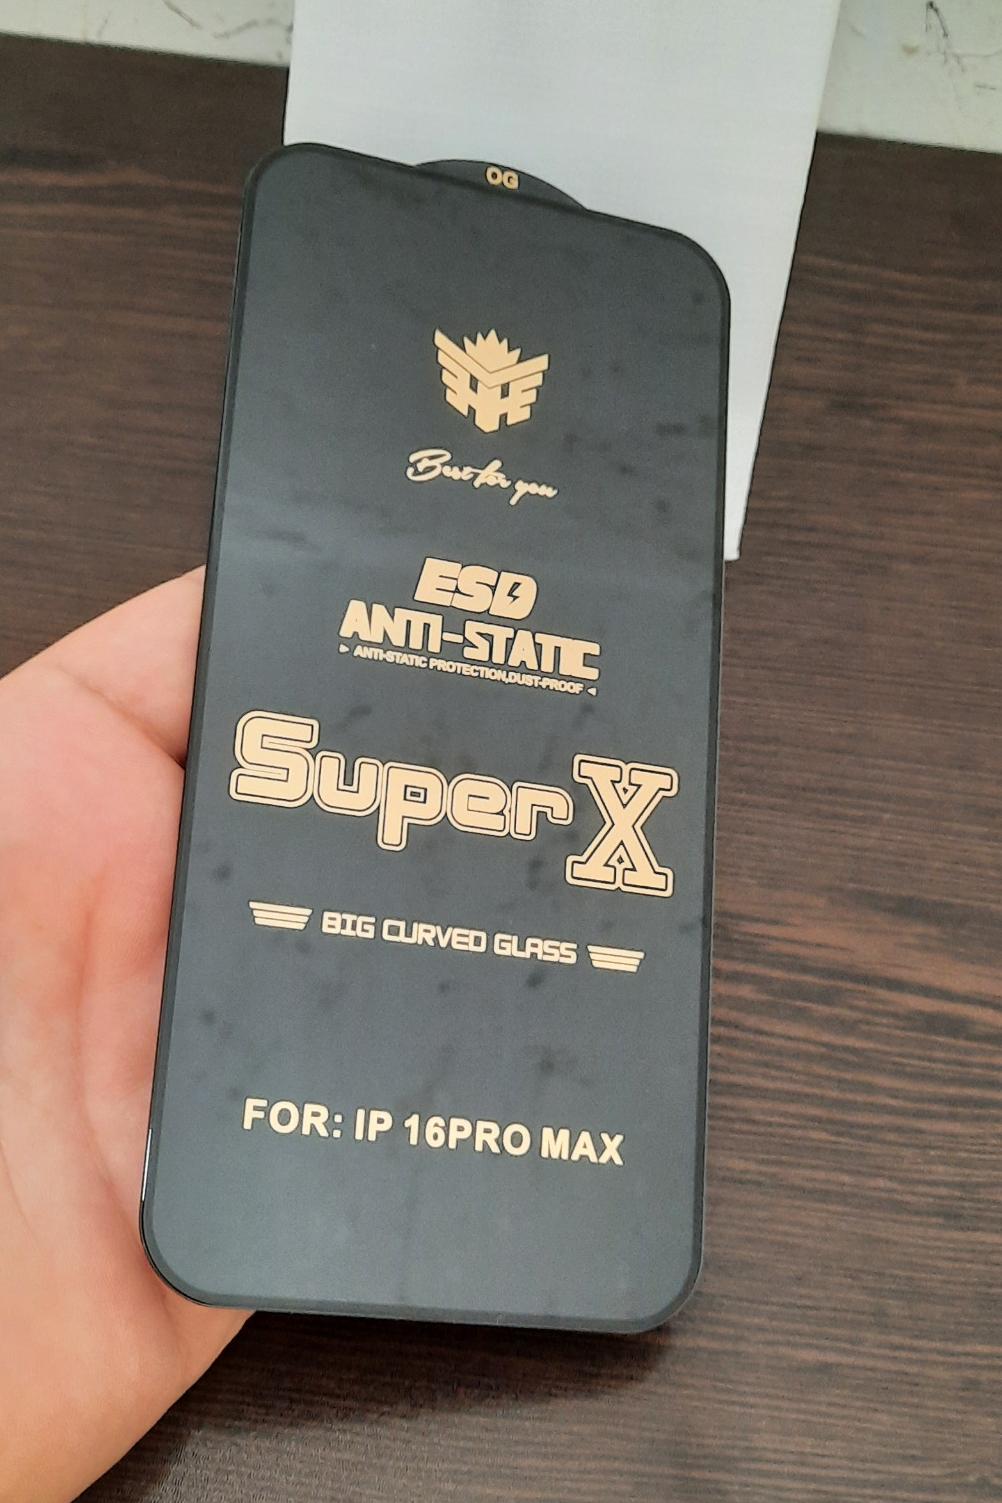 OG
Best for you
ESD
ANTI-STATIC
ANTI-STATIC PROTECTION,DUST-PROOF
Super X
BIG CURVED GLASS
FOR: IP 16PRO MAX